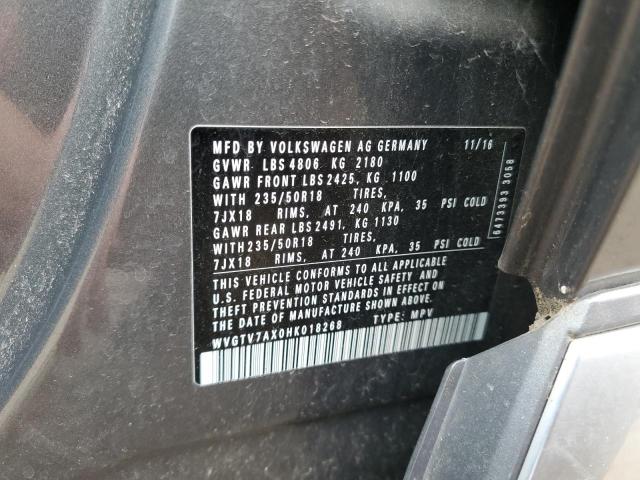 MFD BY VOLKSWAGEN AG GERMANY 11/16
GVWR LBS 4806 KG 2180
GAWR FRONT LBS 2425, KG 1100
WITH 235/50R18 TIRES,
7JX18 RIMS, AT 240 KPA, 35 PSI COLD
GAWR REAR LBS 2491, KG 1130
WITH 235/50R18 TIRES,
7JX18 RIMS, AT 240 KPA, 35 PSI COLD
THIS VEHICLE CONFORMS TO ALL APPLICABLE
U.S. FEDERAL MOTOR VEHICLE SAFETY AND
THEFT PREVENTION STANDARDS IN EFFECT ON
THE DATE OF MANUFACTURE SHOWN ABOVE.
WVGTV7AX0HK018268 TYPE: MPV
6473393 3058